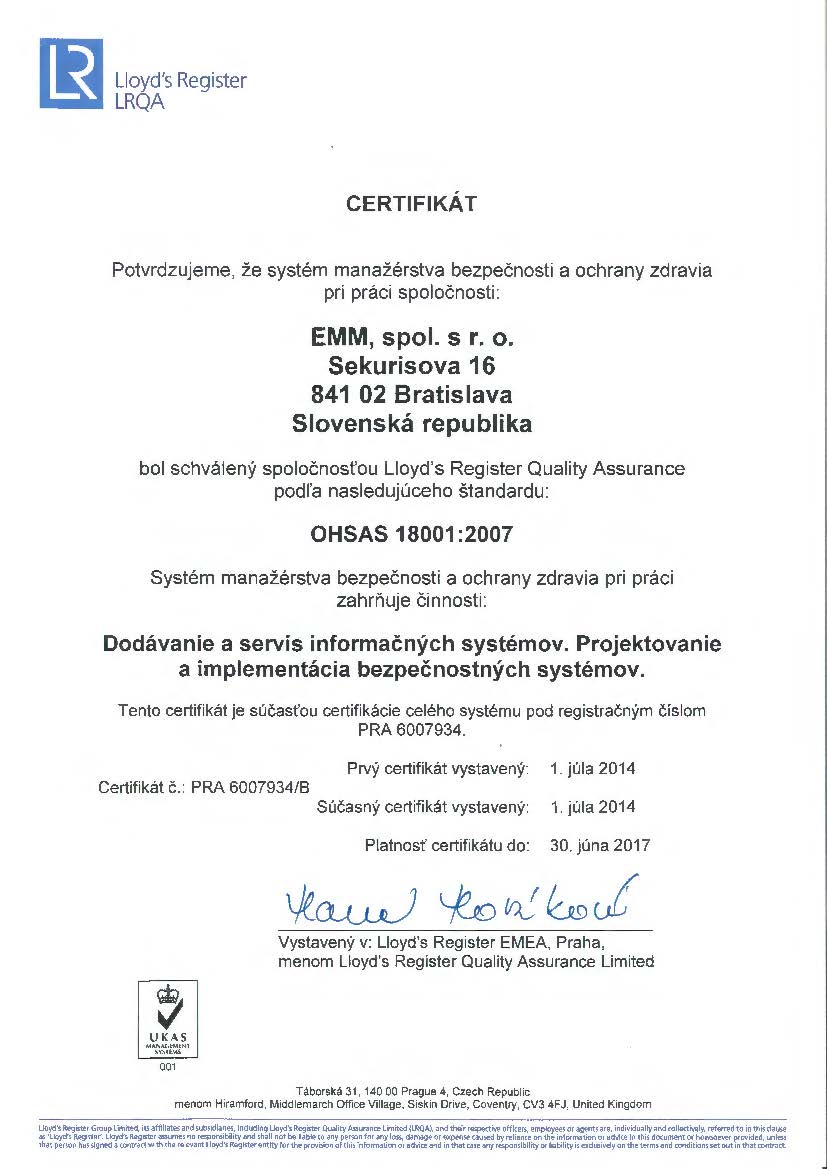 LR
Lloyd's Register
LRQA
CERTIFIKÁT
Potvrdzujeme, že systém manažérstva bezpečnosti a ochrany zdravia
pri práci spoločnosti:
EMM, spol. s r. o.
Sekurisova 16
841 02 Bratislava
Slovenská republika
bol schválený spoločnosťou Lloyd's Register Quality Assurance
podľa nasledujúceho štandardu:
OHSAS 18001:2007
Systém manažérstva bezpečnosti a ochrany zdravia pri práci
zahrňuje činnosti:
Dodávanie a servis informačných systémov. Projektovanie
a implementácia bezpečnostných systémov.
Tento certifikát je súčasťou certifikácie celého systému pod registračným číslom
PRA 6007934.
Prvý certifikát vystavený: 1. júla 2014
Certifikát č.: PRA 6007934/B
Súčasný certifikát vystavený: 1. júla 2014
Platnosť certifikátu do: 30. júna 2017
Vystavený v: Lloyd's Register EMEA, Praha,
menom Lloyd's Register Quality Assurance Limited
UKAS
MANAGEMENT
SYSTEMS
001
Táborská 31, 140 00 Prague 4, Czech Republic
menom Hiramford, Middlemarch Office Village, Siskin Drive, Coventry, CV3 4FJ, United Kingdom
Lloyd's Register Group Limited, its affiliates and subsidiaries, including Lloyd's Register Quality Assurance Limited (LRQA), and their respective officers, employees or agents are, individually and collectively, referred to in this clause
as 'Lloyd's Register'. Lloyd's Register assumes no responsibility and shall not be liable to any person for any loss, damage or expense caused by reliance on the information or advice in this document or howsoever provided, unless
that person has signed a contract with the relevant Lloyd's Register entity for the provision of this information or advice and in that case any responsibility or liability is exclusively on the terms and conditions set out in that contract.